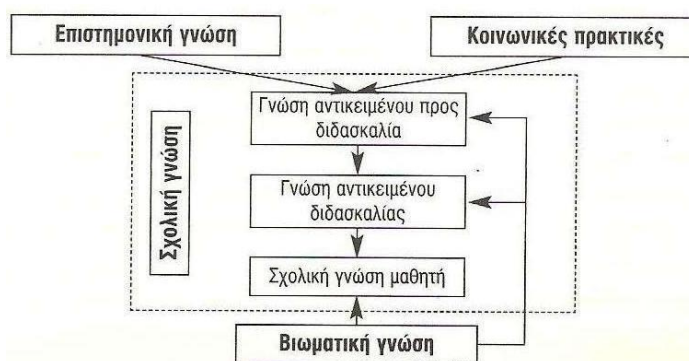 Επιστημονική γνώση
Κοινωνικές πρακτικές
Σχολική γνώση
Γνώση αντικειμένου προς
διδασκαλία
Γνώση αντικειμένου
διδασκαλίας
Σχολική γνώση μαθητή
Βιωματική γνώση